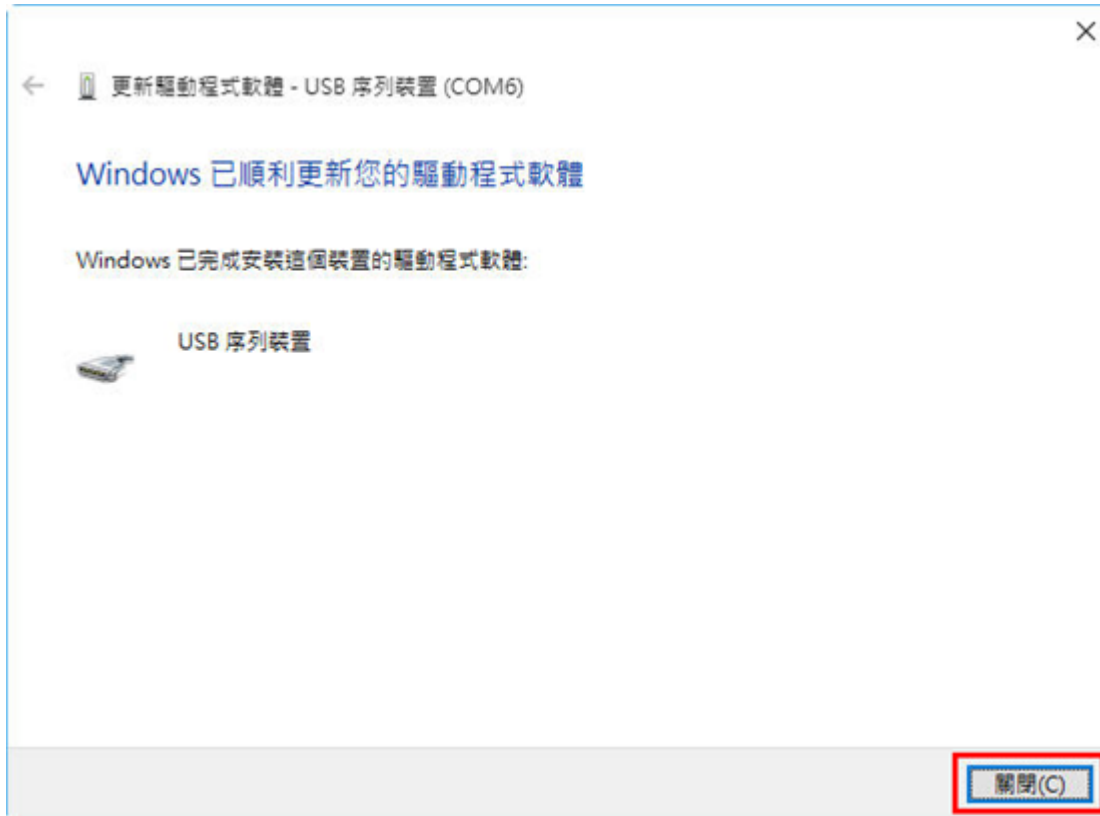 更新驅動程式軟體 - USB 序列裝置 (COM6)
Windows 已順利更新您的驅動程式軟體
Windows 已完成安裝這個裝置的驅動程式軟體:
USB 序列裝置
關閉(C)